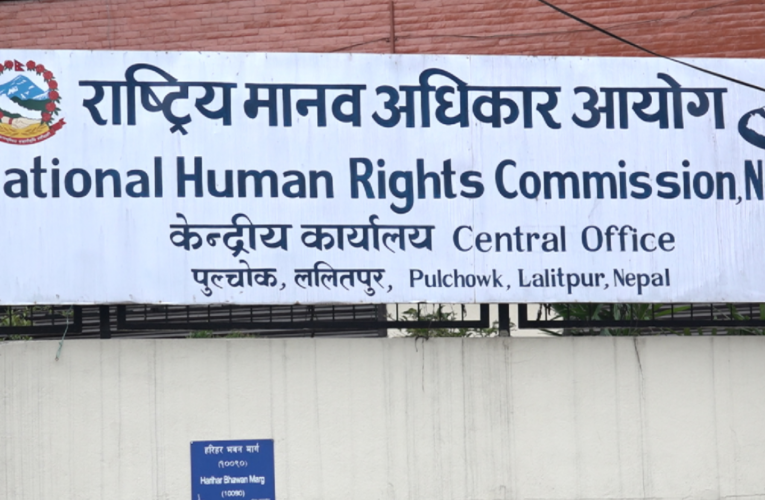 राष्ट्रिय मानव अधिकार आयोग
ational Human Rights Commission, N
केन्द्रीय कार्यालय Central Office
पुल्चोक, ललितपुर, Pulchowk, Lalitpur, Nepal
हरिहर भवन मार्ग
(१००९०)
Harihar Bhawan Marg
(10090)